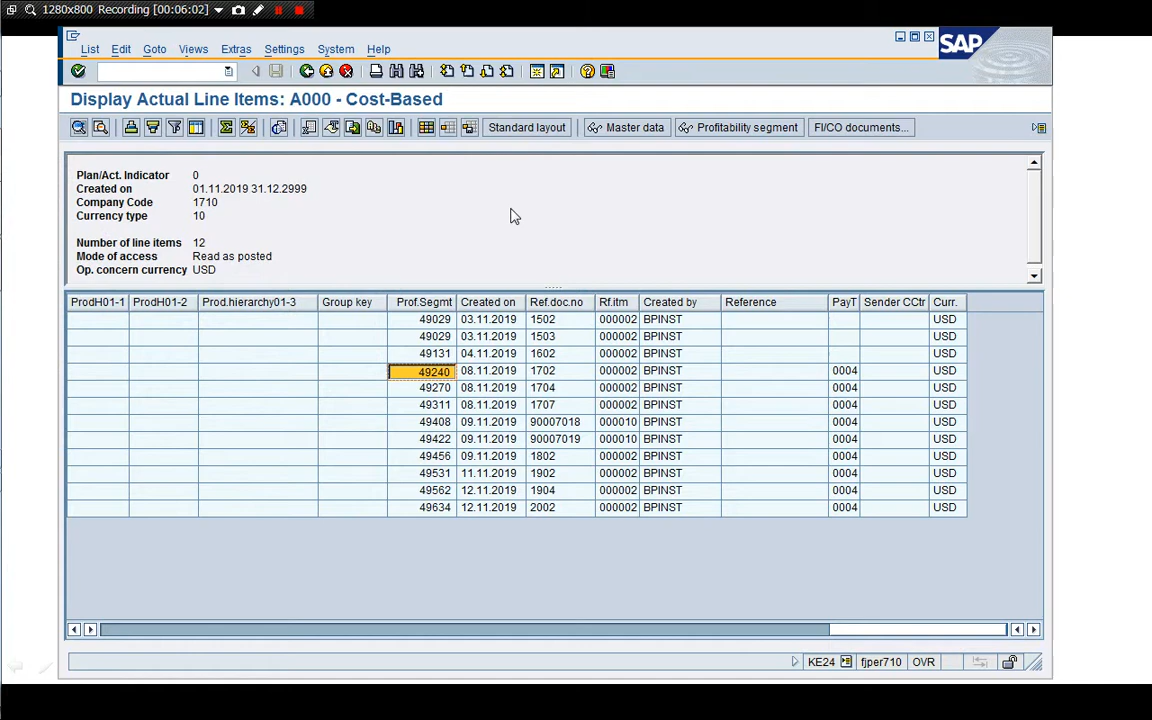 1280x800 Recording [00:06:02]
List Edit Goto Views Extras Settings System Help
SAP
Display Actual Line Items: A000 - Cost-Based
Standard layout Master data Profitability segment FI/CO documents...
Plan/Act. Indicator 0
Created on 01.11.2019 31.12.2999
Company Code 1710
Currency type 10
Number of line items 12
Mode of access Read as posted
Op. concern currency USD
ProdH01-1 ProdH01-2 Prod.hierarchy01-3 Group key Prof.Segmt Created on Ref.doc.no Rf.itm Created by Reference PayT Sender CCtr Curr.
49029 03.11.2019 1502 000002 BPINST USD
49029 03.11.2019 1503 000002 BPINST USD
49131 04.11.2019 1602 000002 BPINST USD
49240 08.11.2019 1702 000002 BPINST 0004 USD
49270 08.11.2019 1704 000002 BPINST 0004 USD
49311 08.11.2019 1707 000002 BPINST 0004 USD
49408 09.11.2019 90007018 000010 BPINST 0004 USD
49422 09.11.2019 90007019 000010 BPINST 0004 USD
49456 09.11.2019 1802 000002 BPINST 0004 USD
49531 11.11.2019 1902 000002 BPINST 0004 USD
49562 12.11.2019 1904 000002 BPINST 0004 USD
49634 12.11.2019 2002 000002 BPINST 0004 USD
KE24 fjper710 OVR